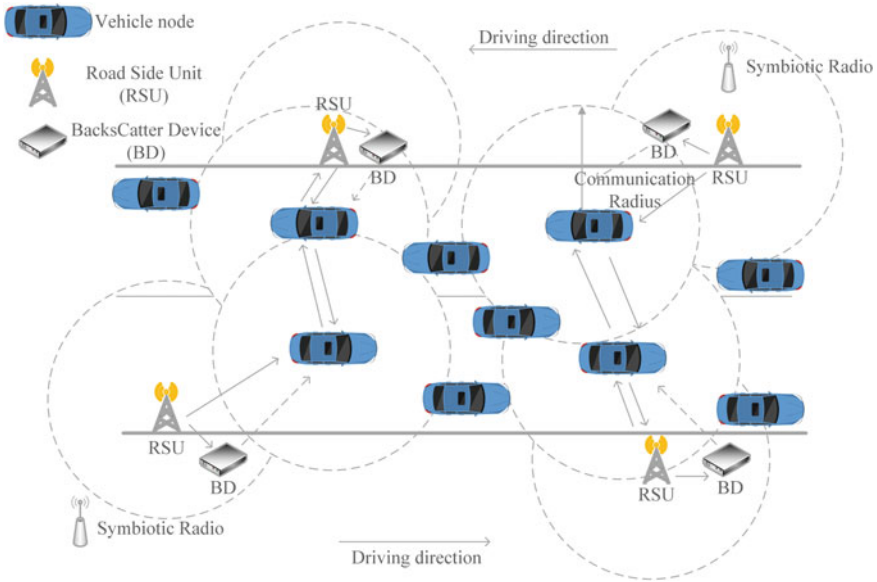 Vehicle node
Road Side Unit
(RSU)
BacksCatter Device
(BD)
Driving direction
Symbiotic Radio
RSU
BD
BD
RSU
Communication
Radius
RSU
BD
RSU
BD
Symbiotic Radio
Driving direction